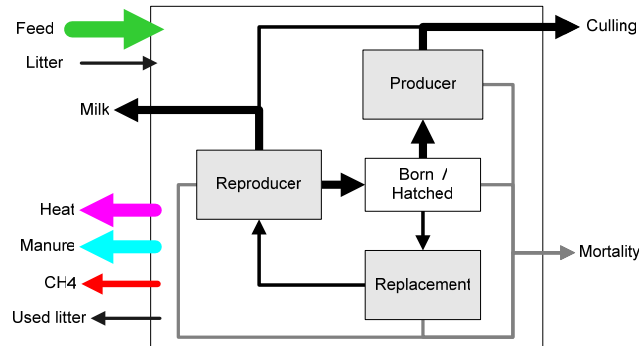 Feed
Culling
Litter
Producer
Milk
Born /
Hatched
Reproducer
Heat
Manure
Mortality
CH4
Replacement
Used litter